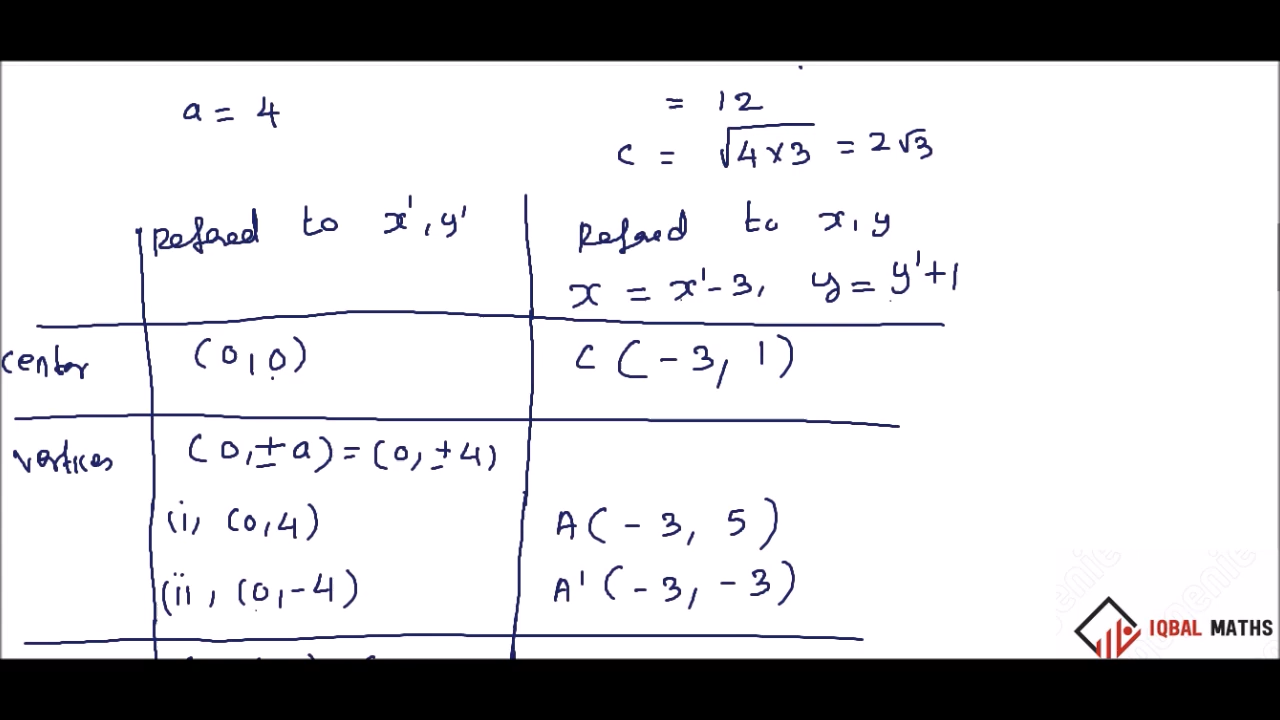 a = 4
= 12
c = √4×3 = 2√3
Refered to x', y'
Refered to x, y
x = x'-3, y = y'+1
center (0,0) C (-3, 1)
vertices (0, ± a) = (0, ± 4)
(i, (0,4) A (-3, 5)
(ii, (0,-4) A' (-3, -3)
IQBAL MATHS